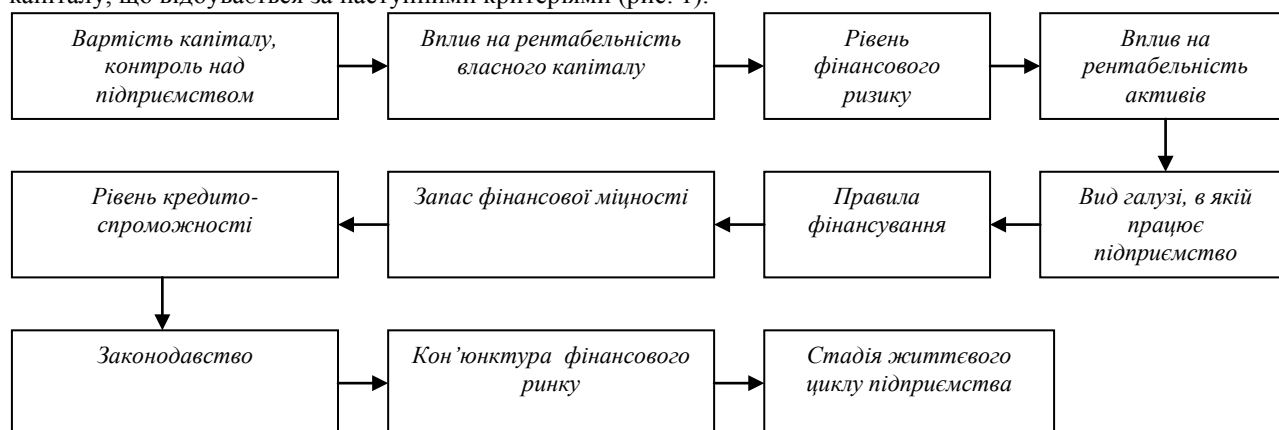 капіталу, що відбувається за наступними критеріями (рис. 1).
Вартість капіталу,
контроль над
підприємством
Вплив на рентабельність
власного капіталу
Рівень
фінансового
ризику
Вплив на
рентабельність
активів
Вид галузі, в якій
працює
підприємство
Правила
фінансування
Запас фінансової міцності
Рівень кредито-
спроможності
Законодавство
Кон’юнктура фінансового
ринку
Стадія життєвого
циклу підприємства